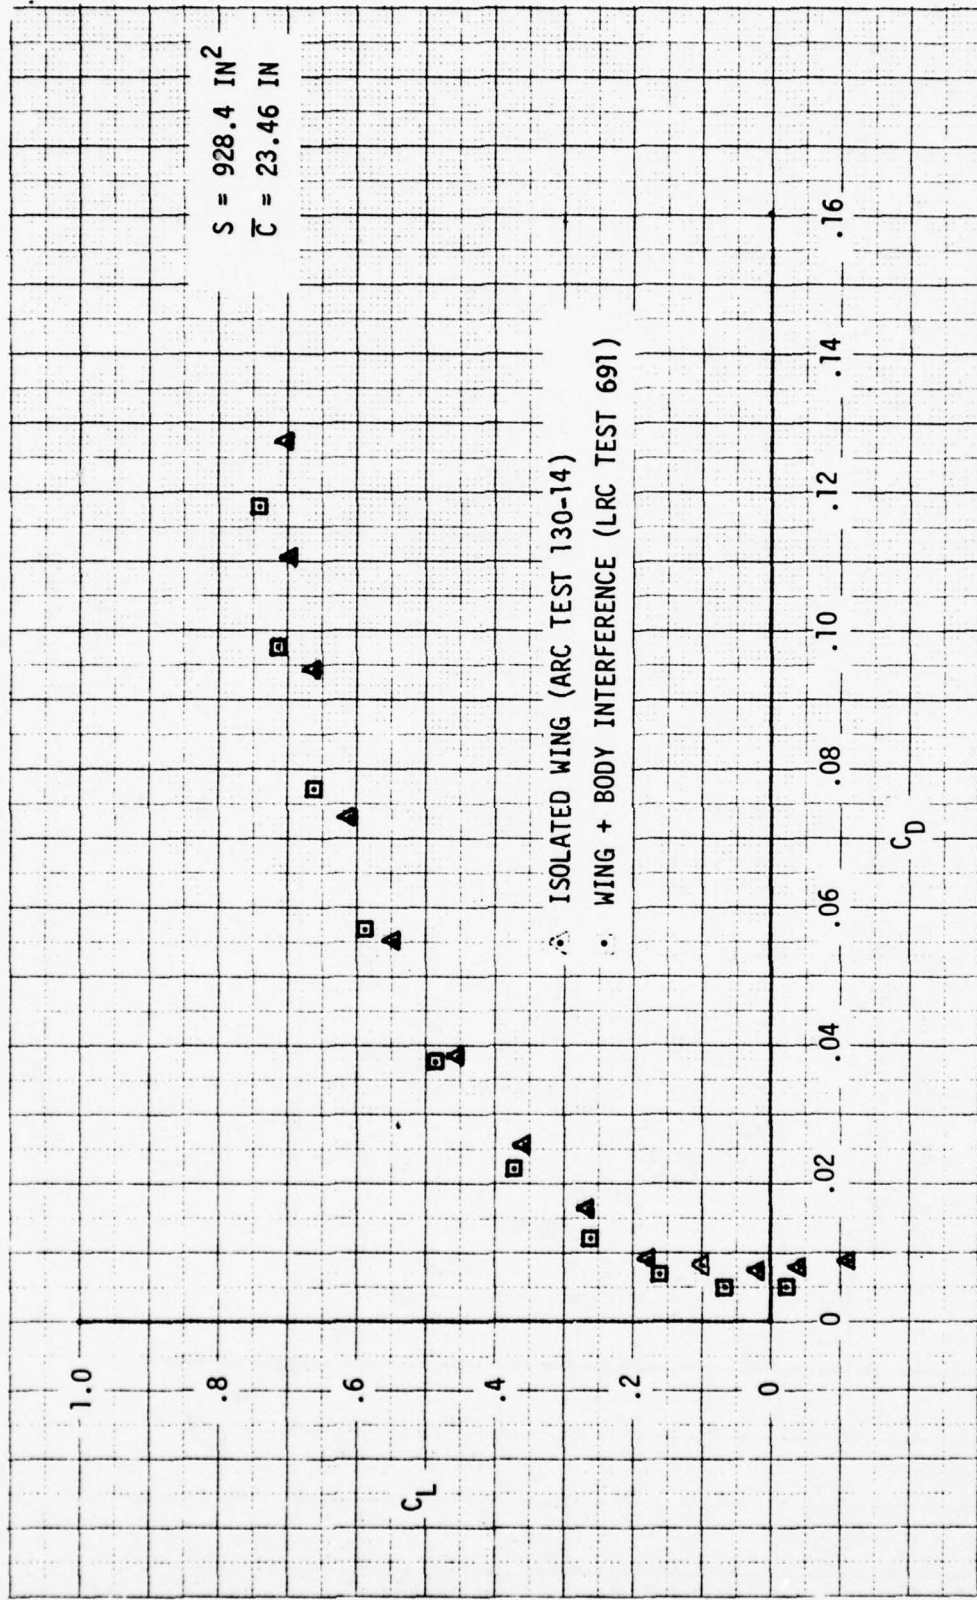 S = 928.4 IN²
C̅ = 23.46 IN
ISOLATED WING (ARC TEST 130-14)
WING + BODY INTERFERENCE (LRC TEST 691)
C_L
1.0
.8
.6
.4
.2
0
0
.02
.04
.06
.08
.10
.12
.14
.16
C_D